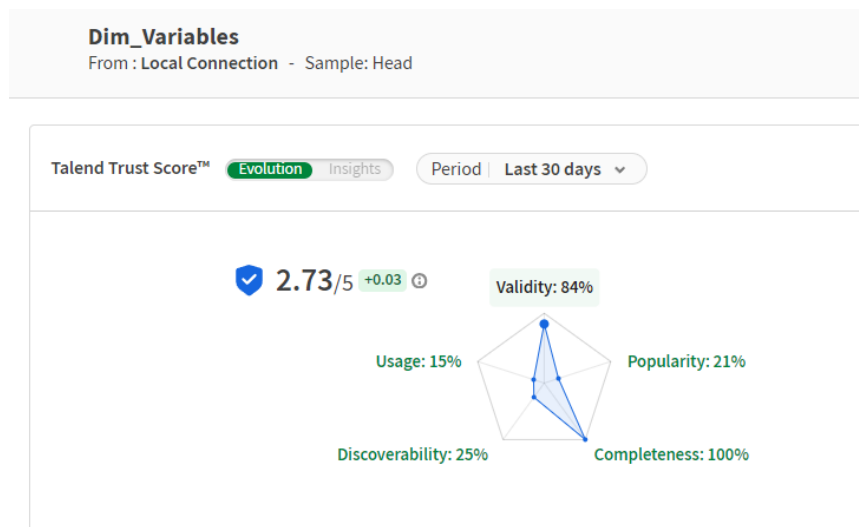 Dim_Variables
From : Local Connection - Sample: Head
Talend Trust Score™ Evolution Insights Period Last 30 days
2.73/5 +0.03
Validity: 84%
Usage: 15%
Popularity: 21%
Discoverability: 25%
Completeness: 100%